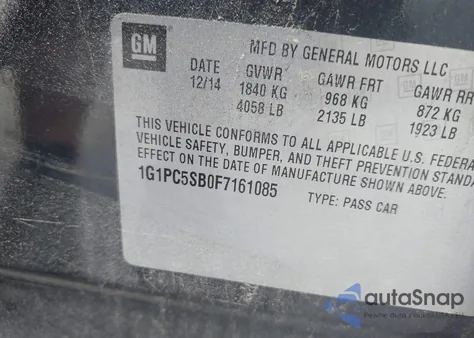 GM
MFD BY GENERAL MOTORS LLC
DATE GVWR GAWR FRT GAWR RR
12/14 1840 KG 968 KG 872 KG
4058 LB 2135 LB 1923 LB
THIS VEHICLE CONFORMS TO ALL APPLICABLE U.S. FEDERA
VEHICLE SAFETY, BUMPER, AND THEFT PREVENTION STANDA
EFFECT ON THE DATE OF MANUFACTURE SHOWN ABOVE.
1G1PC5SB0F7161085
TYPE: PASS CAR
autoSnap